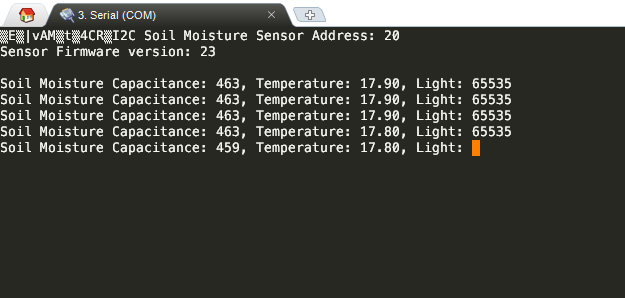 3. Serial (COM)
▒E▒|vAM▒t▒4CR▒I2C Soil Moisture Sensor Address: 20
Sensor Firmware version: 23
Soil Moisture Capacitance: 463, Temperature: 17.90, Light: 65535
Soil Moisture Capacitance: 463, Temperature: 17.90, Light: 65535
Soil Moisture Capacitance: 463, Temperature: 17.90, Light: 65535
Soil Moisture Capacitance: 463, Temperature: 17.80, Light: 65535
Soil Moisture Capacitance: 459, Temperature: 17.80, Light: